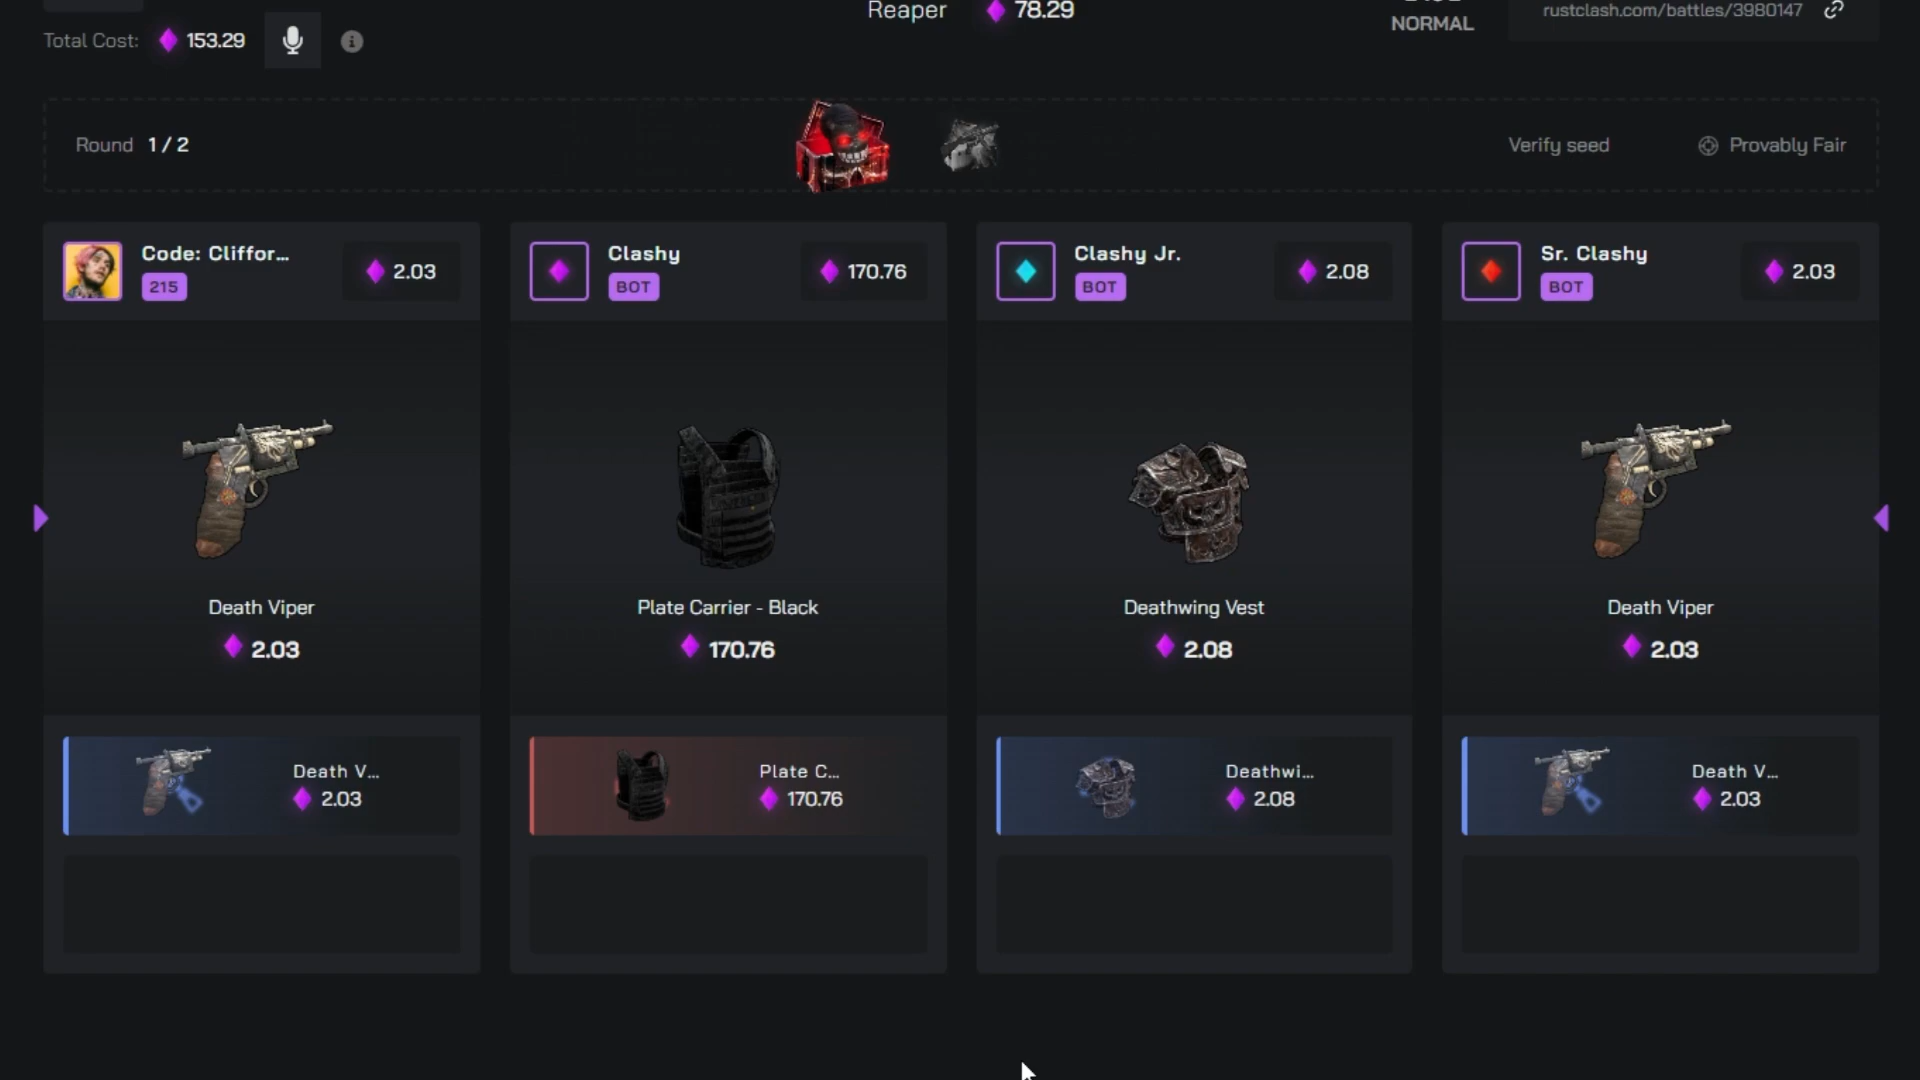 Reaper 78.29
NORMAL
rustclash.com/battles/3980147
Total Cost: 153.29
Round 1 / 2
Verify seed
Provably Fair
Code: Cliffor...
215
2.03
Clashy
BOT
170.76
Clashy Jr.
BOT
2.08
Sr. Clashy
BOT
2.03
Death Viper
2.03
Plate Carrier - Black
170.76
Deathwing Vest
2.08
Death Viper
2.03
Death V...
2.03
Plate C...
170.76
Deathwi...
2.08
Death V...
2.03